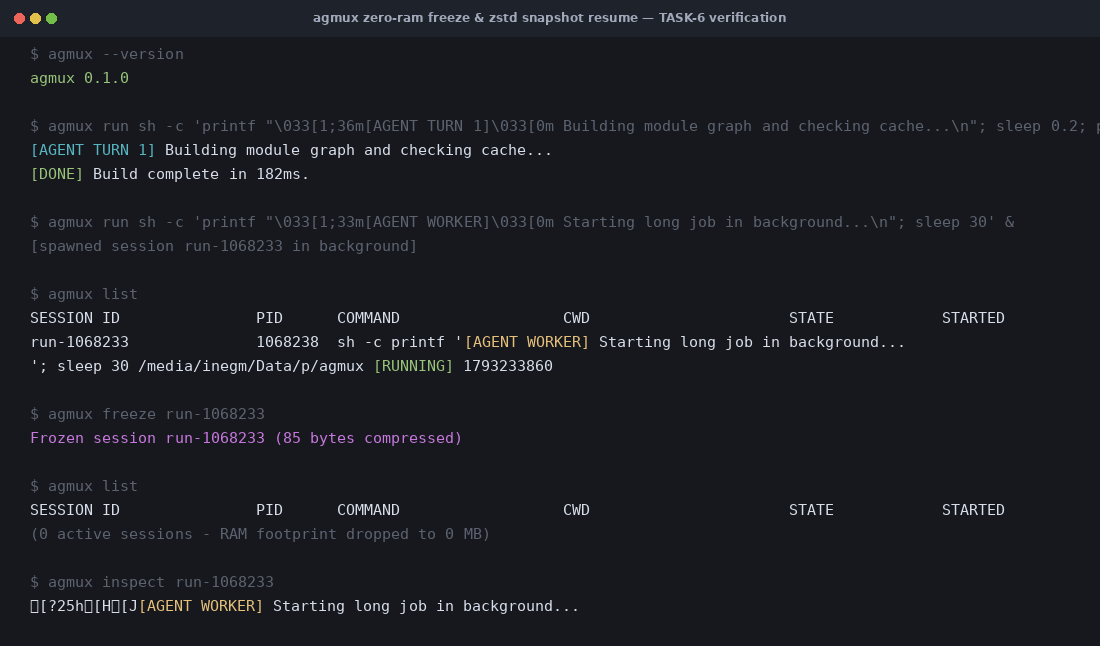 agmux zero-ram freeze & zstd snapshot resume — TASK-6 verification
$ agmux --version
agmux 0.1.0
$ agmux run sh -c 'printf "\033[1;36m[AGENT TURN 1]\033[0m Building module graph and checking cache...\n"; sleep 0.2; p
[AGENT TURN 1] Building module graph and checking cache...
[DONE] Build complete in 182ms.
$ agmux run sh -c 'printf "\033[1;33m[AGENT WORKER]\033[0m Starting long job in background...\n"; sleep 30' &
[spawned session run-1068233 in background]
$ agmux list
SESSION ID PID COMMAND CWD STATE STARTED
run-1068233 1068238 sh -c printf '[AGENT WORKER] Starting long job in background...
'; sleep 30 /media/inegm/Data/p/agmux [RUNNING] 1793233860
$ agmux freeze run-1068233
Frozen session run-1068233 (85 bytes compressed)
$ agmux list
SESSION ID PID COMMAND CWD STATE STARTED
(0 active sessions - RAM footprint dropped to 0 MB)
$ agmux inspect run-1068233
□[?25h□[H□[J[AGENT WORKER] Starting long job in background...